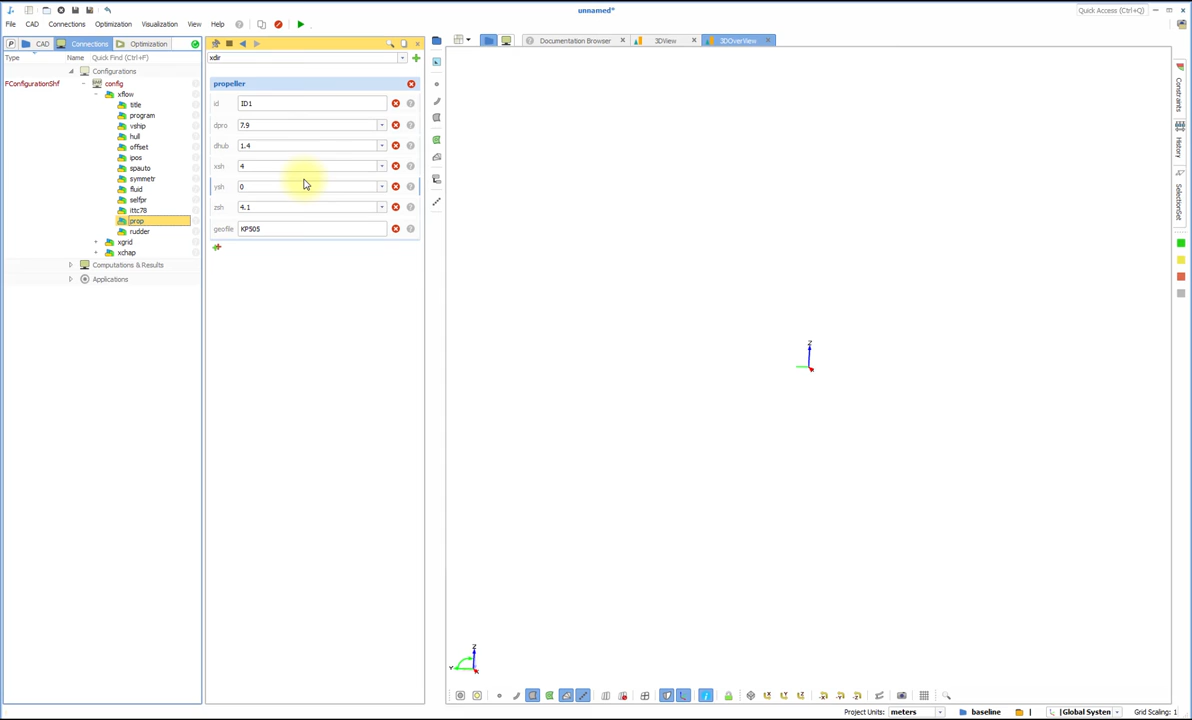 unnamed*
Quick Access (Ctrl+Q)
File CAD Connections Optimization Visualization View Help
P CAD Connections Optimization
Documentation Browser 3DView 3DOverView
Type Name Quick Find (Ctrl+F)
xdir
Configurations
FConfigurationShf config
xflow
title
program
vship
hull
offset
ipos
spauto
symmetr
fluid
selfpr
ittc78
prop
rudder
xgrid
xchap
Computations & Results
Applications
propeller
id ID1
dpro 7.9
dhub 1.4
xsh 4
ysh 0
zsh 4.1
geofile KP505
Constraints
History
SelectionSet
Z
Z
Y
X Y Z X Y Z
Project Units: meters baseline [Global System Grid Scaling: 1